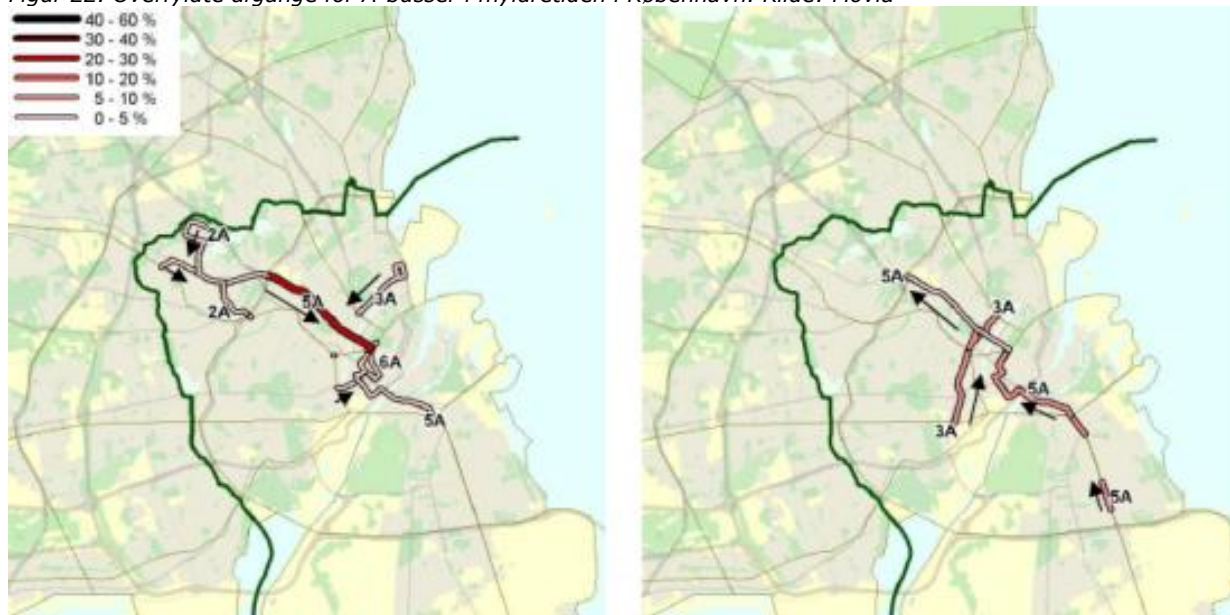 Figur 22: Overfyldte afgange for A-busser i myldretiden i København. Kilde: Movia
40 - 60 %
30 - 40 %
20 - 30 %
10 - 20 %
5 - 10 %
0 - 5 %
2A
2A
5A
3A
6A
5A
5A
3A
5A
3A
5A